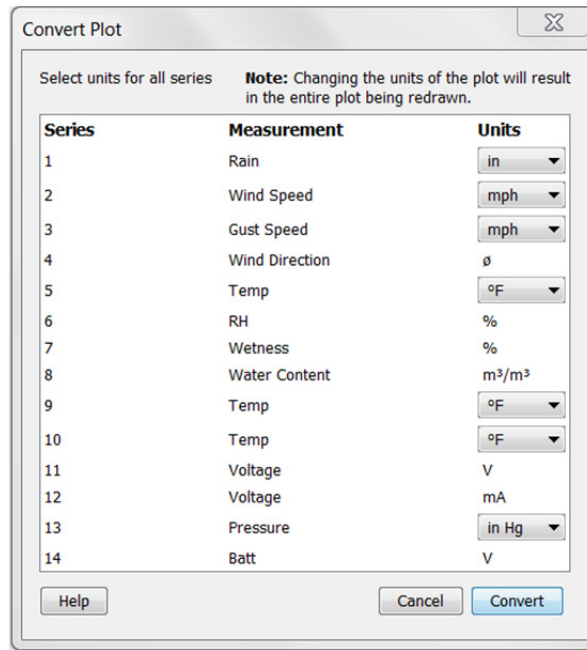 Convert Plot
Select units for all series
Note: Changing the units of the plot will result
in the entire plot being redrawn.
Series Measurement Units
1 Rain in
2 Wind Speed mph
3 Gust Speed mph
4 Wind Direction ø
5 Temp ºF
6 RH %
7 Wetness %
8 Water Content m³/m³
9 Temp ºF
10 Temp ºF
11 Voltage V
12 Voltage mA
13 Pressure in Hg
14 Batt V
Help Cancel Convert